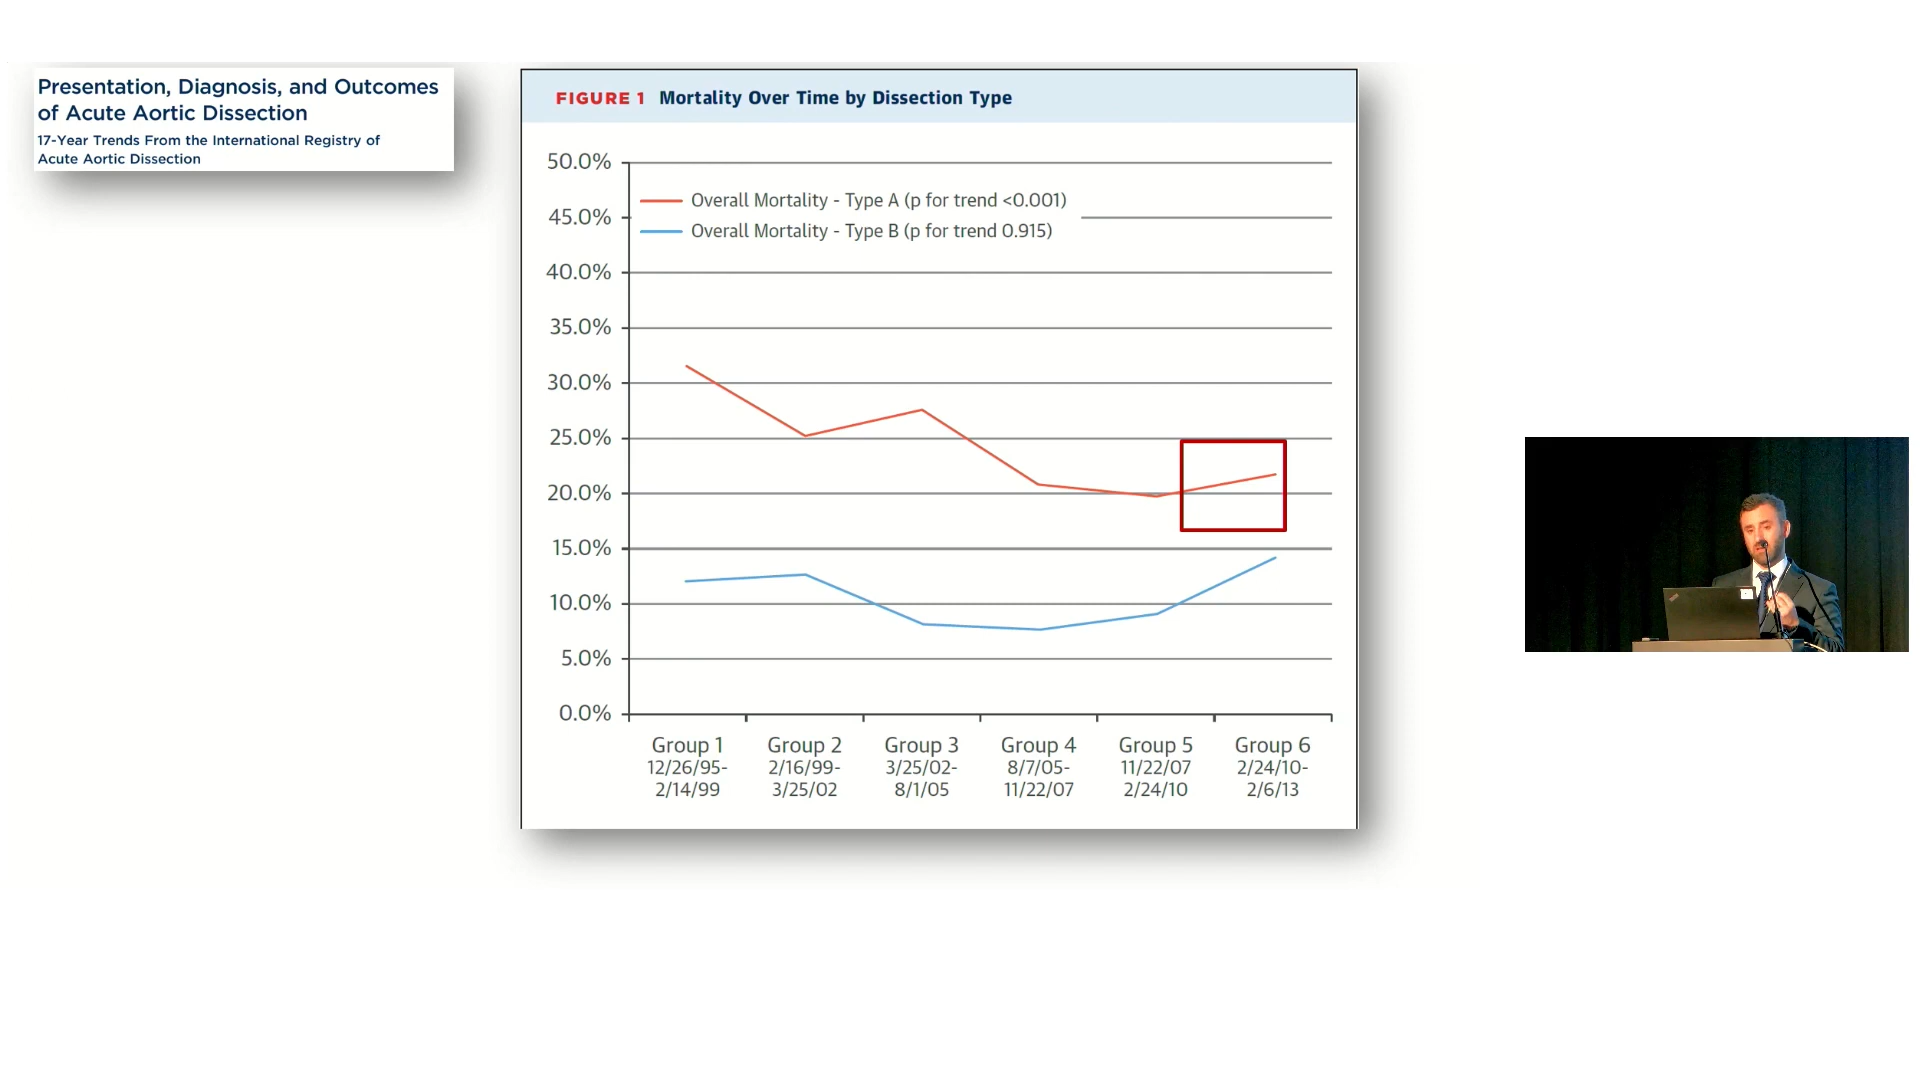 Presentation, Diagnosis, and Outcomes
of Acute Aortic Dissection
17-Year Trends From the International Registry of
Acute Aortic Dissection
FIGURE 1 Mortality Over Time by Dissection Type
50.0%
45.0%
40.0%
35.0%
30.0%
25.0%
20.0%
15.0%
10.0%
5.0%
0.0%
Overall Mortality - Type A (p for trend <0.001)
Overall Mortality - Type B (p for trend 0.915)
Group 1
12/26/95-
2/14/99
Group 2
2/16/99-
3/25/02
Group 3
3/25/02-
8/1/05
Group 4
8/7/05-
11/22/07
Group 5
11/22/07
2/24/10
Group 6
2/24/10-
2/6/13